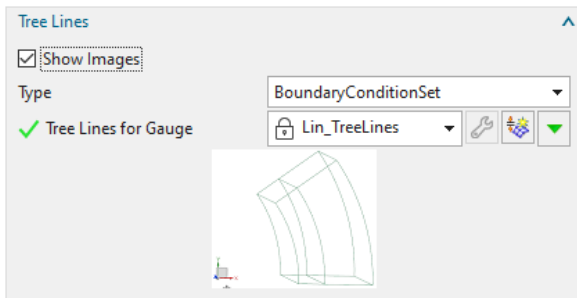 Tree Lines
Show Images
Type BoundaryConditionSet
Tree Lines for Gauge Lin_TreeLines